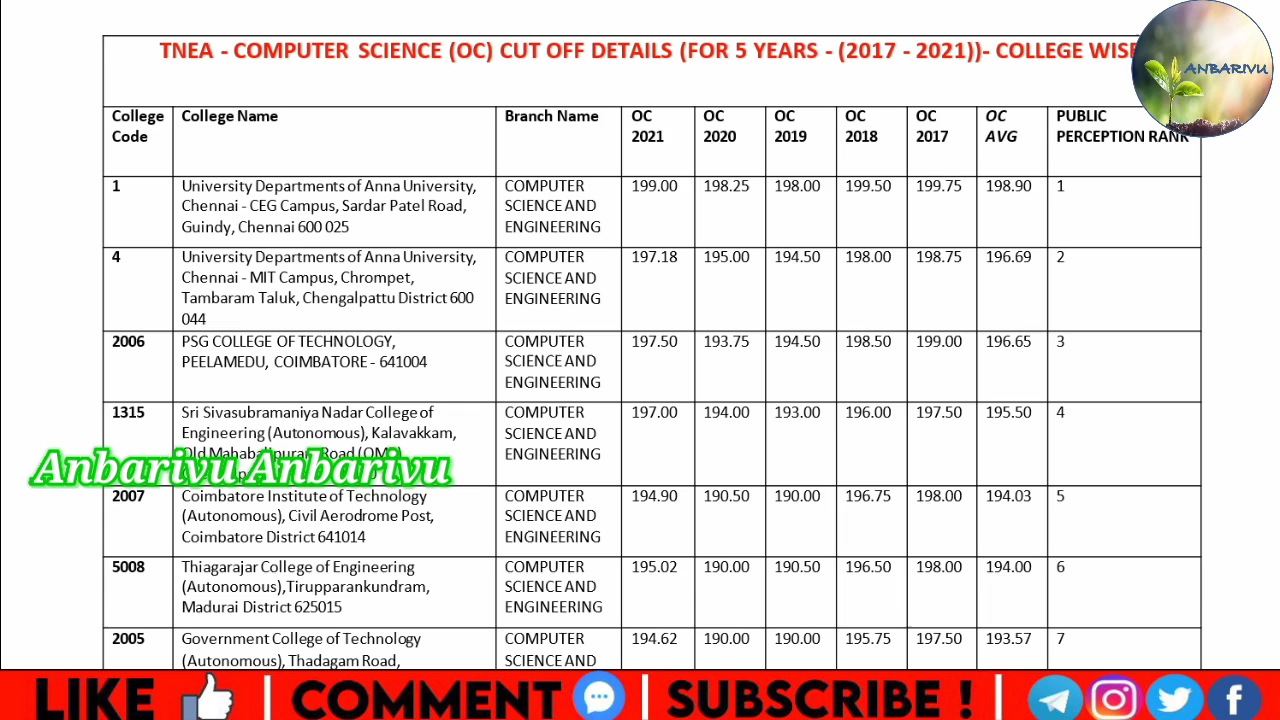 TNEA - COMPUTER SCIENCE (OC) CUT OFF DETAILS (FOR 5 YEARS - (2017 - 2021))- COLLEGE WISE
ANBARIVU
College Code College Name Branch Name OC 2021 OC 2020 OC 2019 OC 2018 OC 2017 OC AVG PUBLIC PERCEPTION RANK
1 University Departments of Anna University, COMPUTER 199.00 198.25 198.00 199.50 199.75 198.90 1
Chennai - CEG Campus, Sardar Patel Road, SCIENCE AND
Guindy, Chennai 600 025 ENGINEERING
4 University Departments of Anna University, COMPUTER 197.18 195.00 194.50 198.00 198.75 196.69 2
Chennai - MIT Campus, Chrompet, SCIENCE AND
Tambaram Taluk, Chengalpattu District 600 ENGINEERING
044
2006 PSG COLLEGE OF TECHNOLOGY, COMPUTER 197.50 193.75 194.50 198.50 199.00 196.65 3
PEELAMEDU, COIMBATORE - 641004 SCIENCE AND
ENGINEERING
1315 Sri Sivasubramaniya Nadar College of COMPUTER 197.00 194.00 193.00 196.00 197.50 195.50 4
Engineering (Autonomous), Kalavakkam, SCIENCE AND
Road ENGINEERING
Anbarivu Anbarivu
2007 Coimbatore Institute of Technology COMPUTER 194.90 190.50 190.00 196.75 198.00 194.03 5
(Autonomous), Civil Aerodrome Post, SCIENCE AND
Coimbatore District 641014 ENGINEERING
5008 Thiagarajar College of Engineering COMPUTER 195.02 190.00 190.50 196.50 198.00 194.00 6
(Autonomous),Tirupparankundram, SCIENCE AND
Madurai District 625015 ENGINEERING
2005 Government College of Technology COMPUTER 194.62 190.00 190.00 195.75 197.50 193.57 7
(Autonomous), Thadagam Road, SCIENCE AND
LIKE | COMMENT | SUBSCRIBE ! |